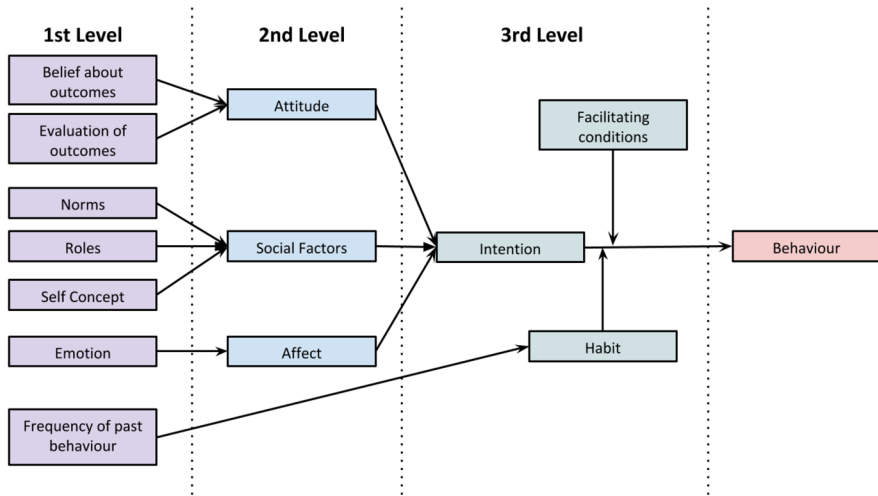 1st Level
2nd Level
3rd Level
Belief about
outcomes
Evaluation of
outcomes
Norms
Roles
Self Concept
Emotion
Frequency of past
behaviour
Attitude
Social Factors
Affect
Facilitating
conditions
Intention
Habit
Behaviour